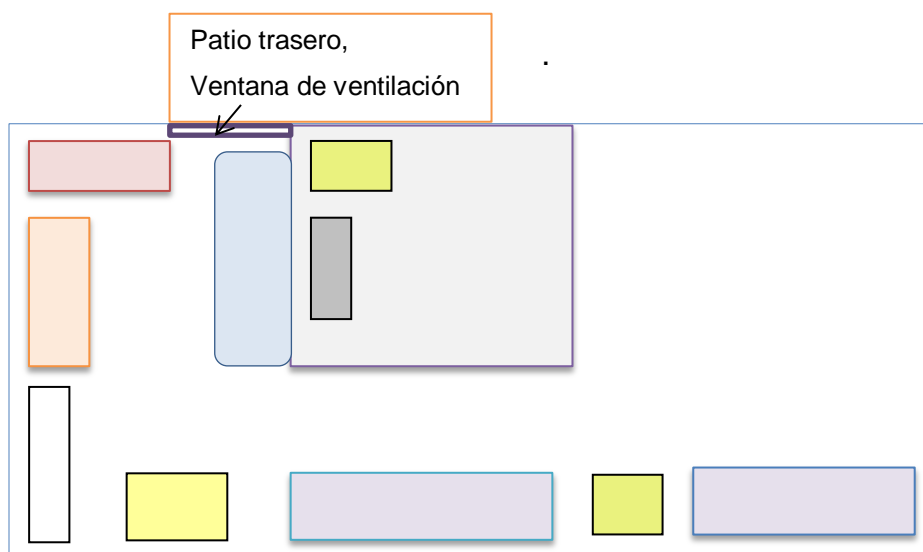 Patio trasero,
Ventana de ventilación
.